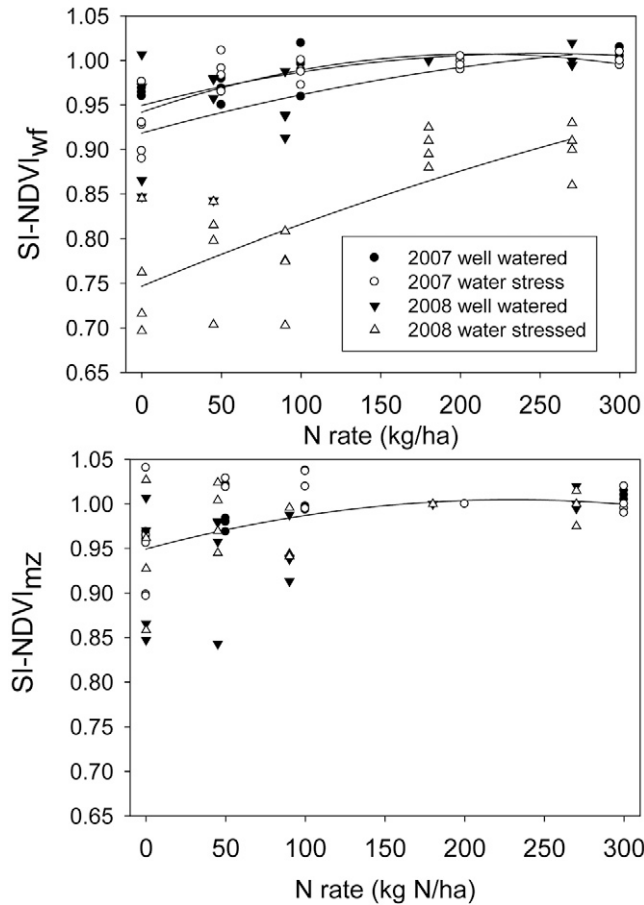 1.05
1.00
0.95
0.90
0.85
0.80
0.75
0.70
0.65
SI-NDVIwf
2007 well watered
2007 water stress
2008 well watered
2008 water stressed
0 50 100 150 200 250 300
N rate (kg/ha)
1.05
1.00
0.95
0.90
0.85
0.80
0.75
0.70
0.65
SI-NDVImz
0 50 100 150 200 250 300
N rate (kg N/ha)